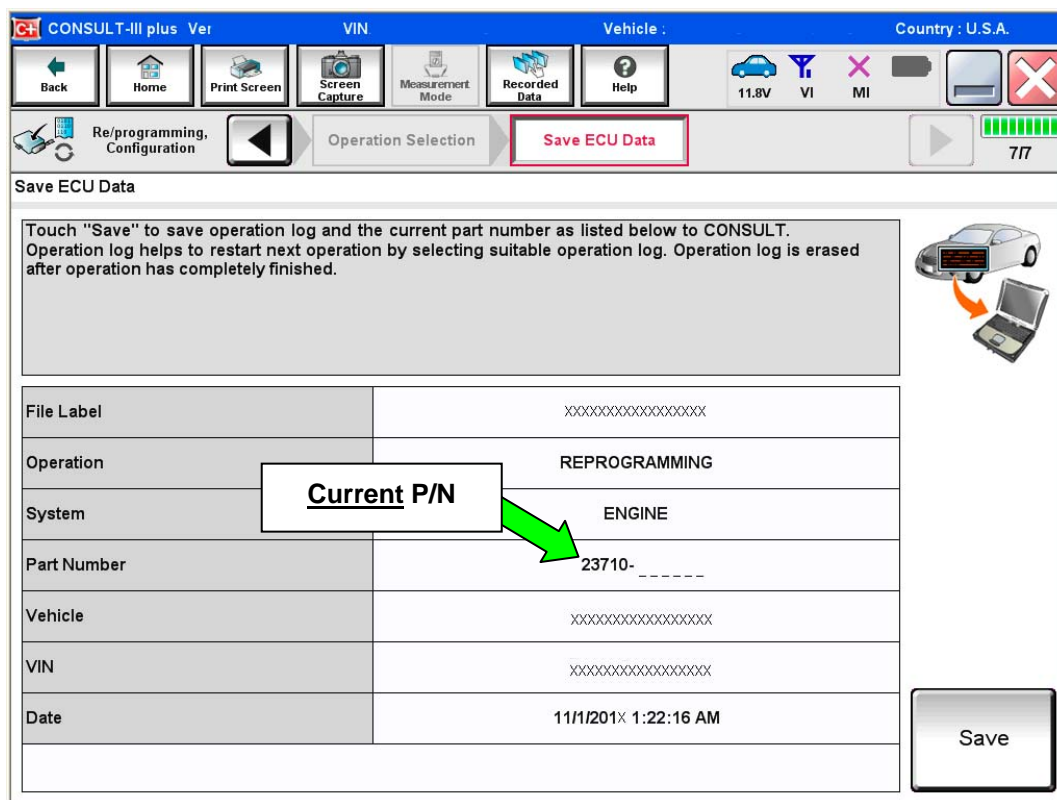 C+ CONSULT-III plus Ver VIN Vehicle : Country : U.S.A.
Back Home Print Screen Screen Capture Measurement Mode Recorded Data Help 11.8V VI MI
Re/programming, Configuration Operation Selection Save ECU Data 7/7
Save ECU Data
Touch "Save" to save operation log and the current part number as listed below to CONSULT.
Operation log helps to restart next operation by selecting suitable operation log. Operation log is erased
after operation has completely finished.
File Label XXXXXXXXXXXXXXXXX
Operation REPROGRAMMING
Current P/N
System ENGINE
Part Number 23710- _ _ _ _ _ _
Vehicle XXXXXXXXXXXXXXXXX
VIN XXXXXXXXXXXXXXXXX
Date 11/1/201X 1:22:16 AM
Save